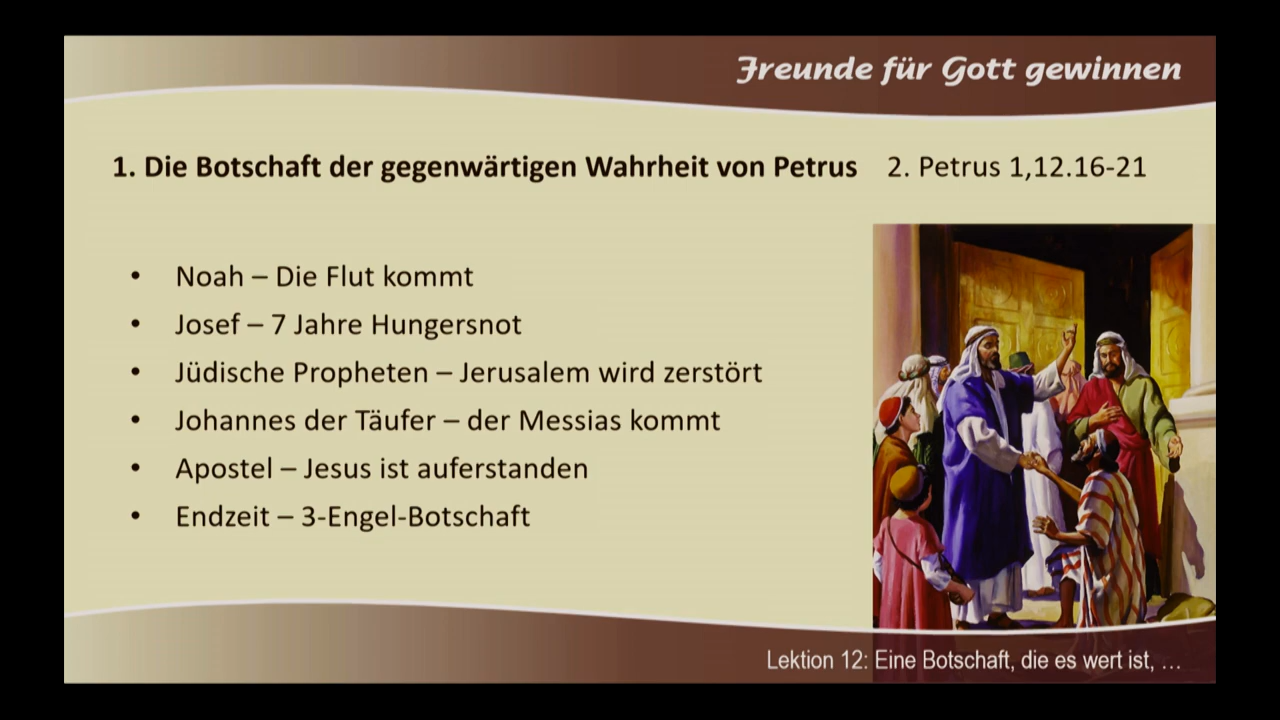 Freunde für Gott gewinnen
1. Die Botschaft der gegenwärtigen Wahrheit von Petrus 2. Petrus 1,12.16-21
• Noah – Die Flut kommt
• Josef – 7 Jahre Hungersnot
• Jüdische Propheten – Jerusalem wird zerstört
• Johannes der Täufer – der Messias kommt
• Apostel – Jesus ist auferstanden
• Endzeit – 3-Engel-Botschaft
Lektion 12: Eine Botschaft, die es wert ist, …